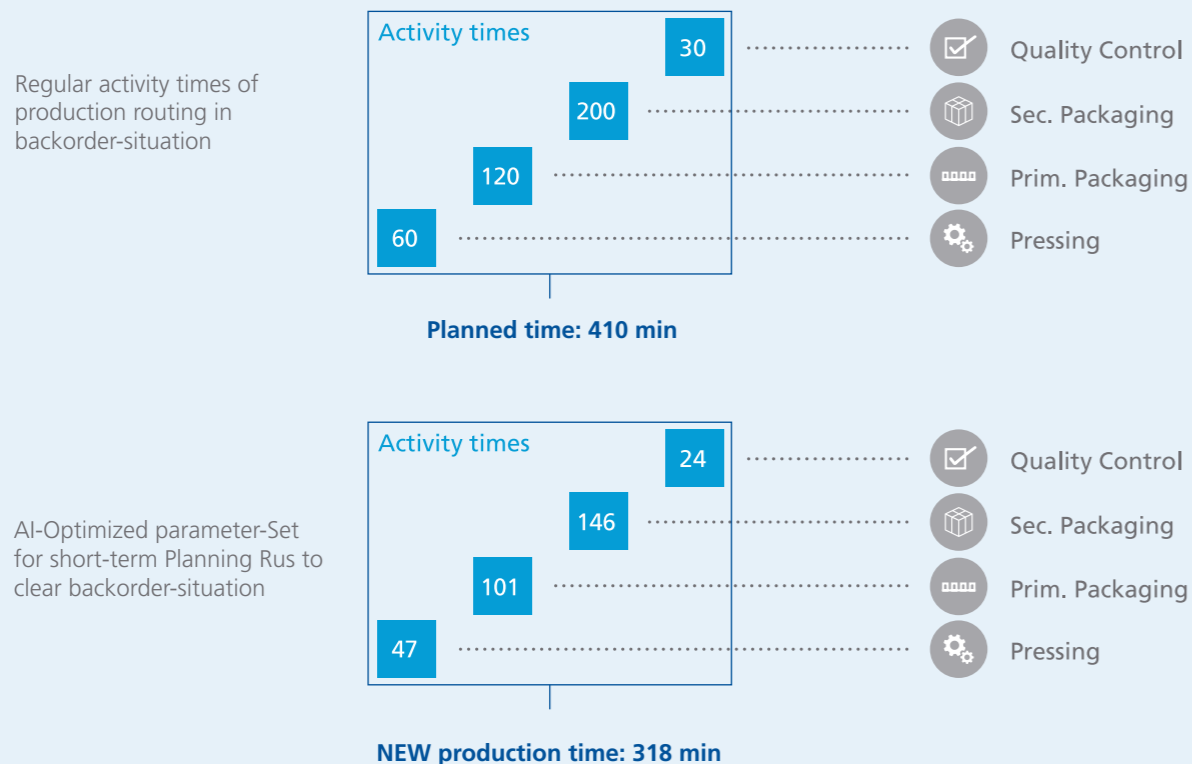 Regular activity times of
production routing in
backorder-situation
Activity times
30
Quality Control
200
Sec. Packaging
120
Prim. Packaging
60
Pressing
Planned time: 410 min
AI-Optimized parameter-Set
for short-term Planning Rus to
clear backorder-situation
Activity times
24
Quality Control
146
Sec. Packaging
101
Prim. Packaging
47
Pressing
NEW production time: 318 min